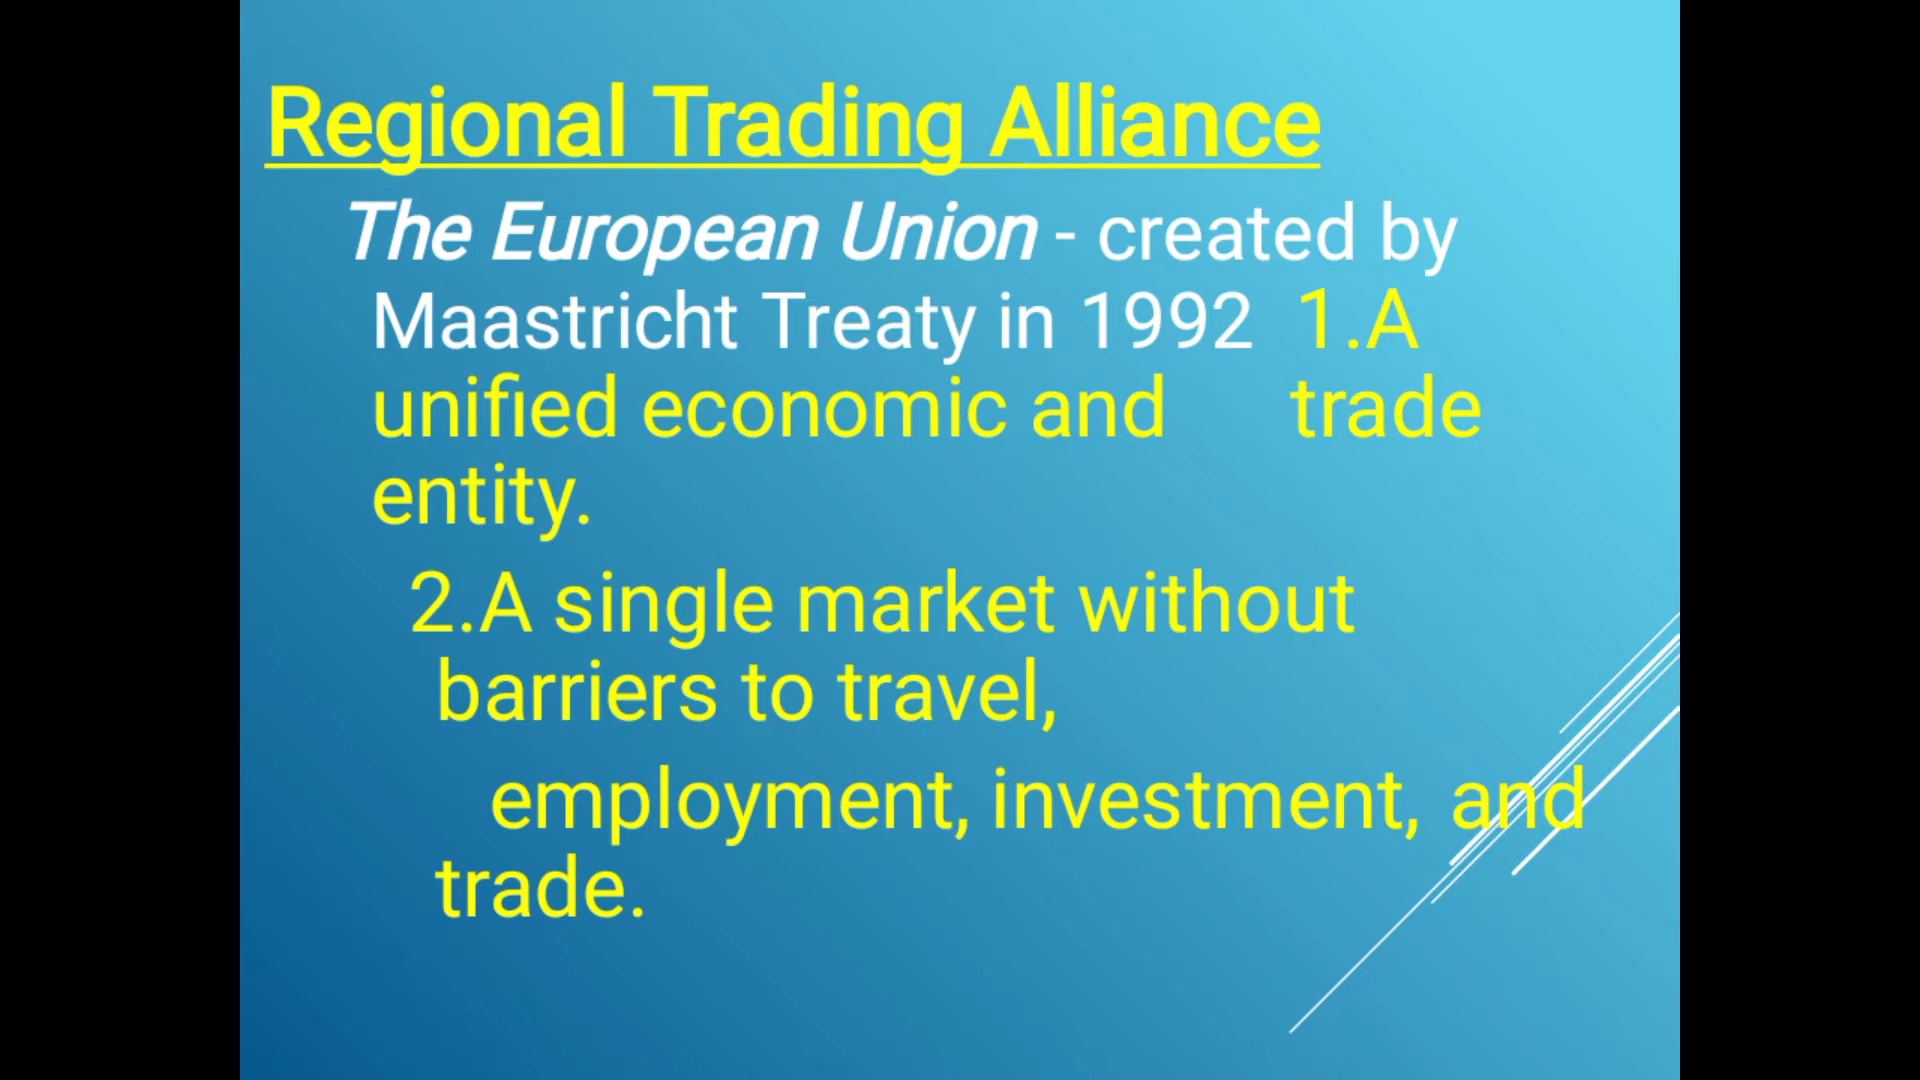 Regional Trading Alliance
The European Union - created by
Maastricht Treaty in 1992 1.A
unified economic and trade
entity.
2.A single market without
barriers to travel,
employment, investment, and
trade.